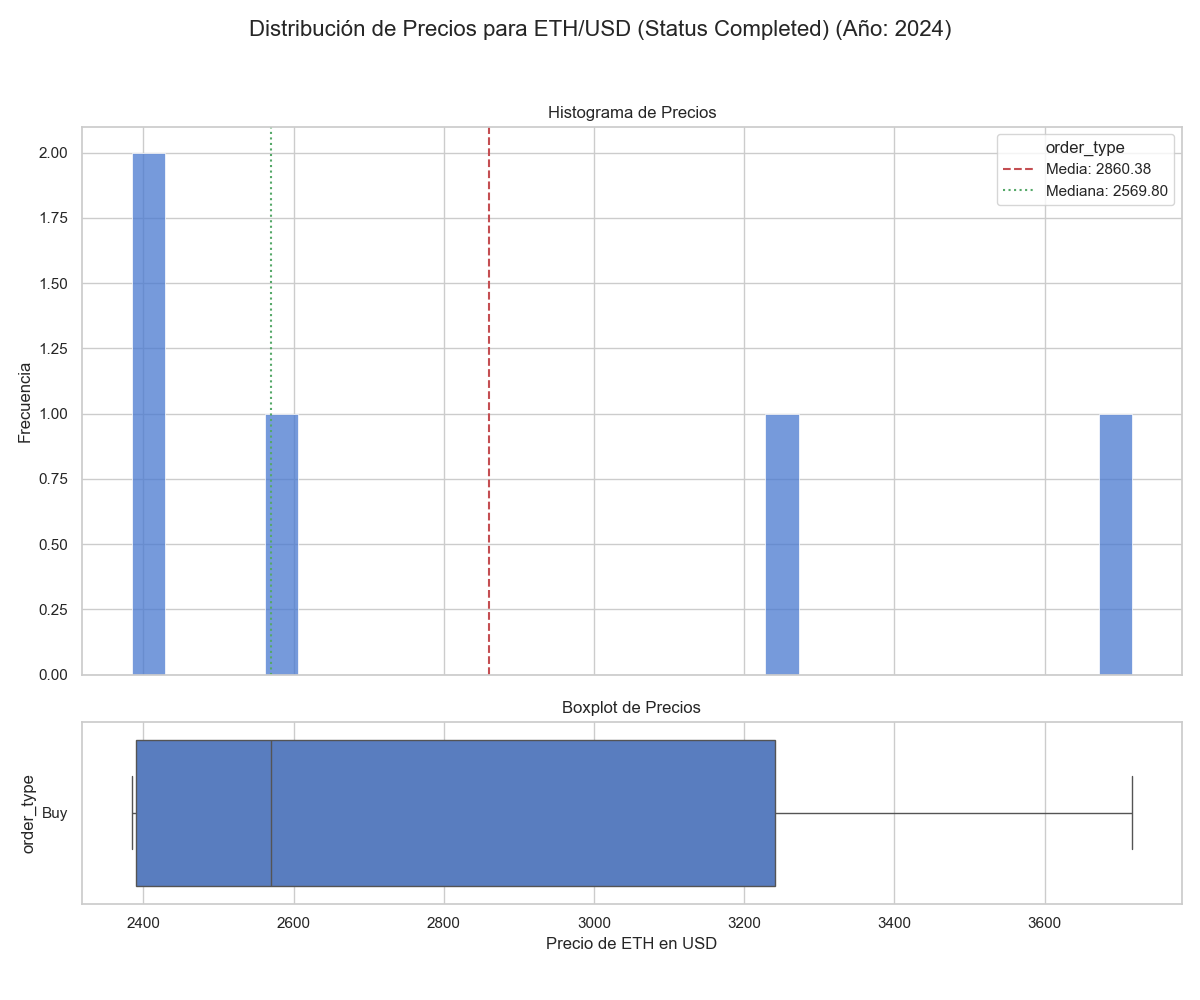 Distribución de Precios para ETH/USD (Status Completed) (Año: 2024)
Histograma de Precios
order_type
Media: 2860.38
Mediana: 2569.80
Frecuencia
2.00
1.75
1.50
1.25
1.00
0.75
0.50
0.25
0.00
Boxplot de Precios
order_type
Buy
2400
2600
2800
3000
3200
3400
3600
Precio de ETH en USD